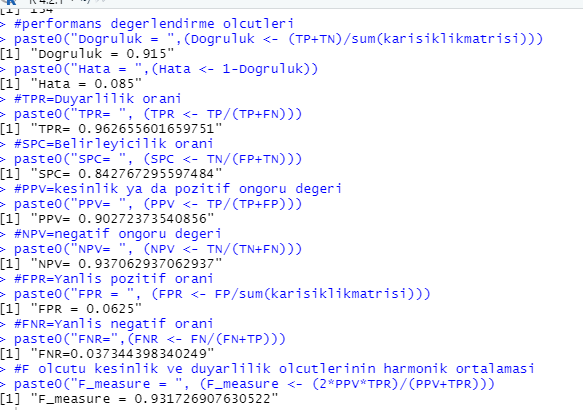 R 4.2.1
[1] 134
> #performans degerlendirme olcutleri
> paste0("Dogruluk = ",(Dogruluk <- (TP+TN)/sum(karisiklikmatrisi)))
[1] "Dogruluk = 0.915"
> paste0("Hata = ",(Hata <- 1-Dogruluk))
[1] "Hata = 0.085"
> #TPR=Duyarlilik orani
> paste0("TPR= ", (TPR <- TP/(TP+FN)))
[1] "TPR= 0.962655601659751"
> #SPC=Belirleyicilik orani
> paste0("SPC= ", (SPC <- TN/(FP+TN)))
[1] "SPC= 0.842767295597484"
> #PPV=kesinlik ya da pozitif ongoru degeri
> paste0("PPV= ", (PPV <- TP/(TP+FP)))
[1] "PPV= 0.90272373540856"
> #NPV=negatif ongoru degeri
> paste0("NPV= ", (NPV <- TN/(TN+FN)))
[1] "NPV= 0.937062937062937"
> #FPR=Yanlis pozitif orani
> paste0("FPR = ", (FPR <- FP/sum(karisiklikmatrisi)))
[1] "FPR = 0.0625"
> #FNR=Yanlis negatif orani
> paste0("FNR=",(FNR <- FN/(FN+TP)))
[1] "FNR=0.037344398340249"
> #F olcutu kesinlik ve duyarlilik olcutlerinin harmonik ortalamasi
> paste0("F_measure = ", (F_measure <- (2*PPV*TPR)/(PPV+TPR)))
[1] "F_measure = 0.931726907630522"